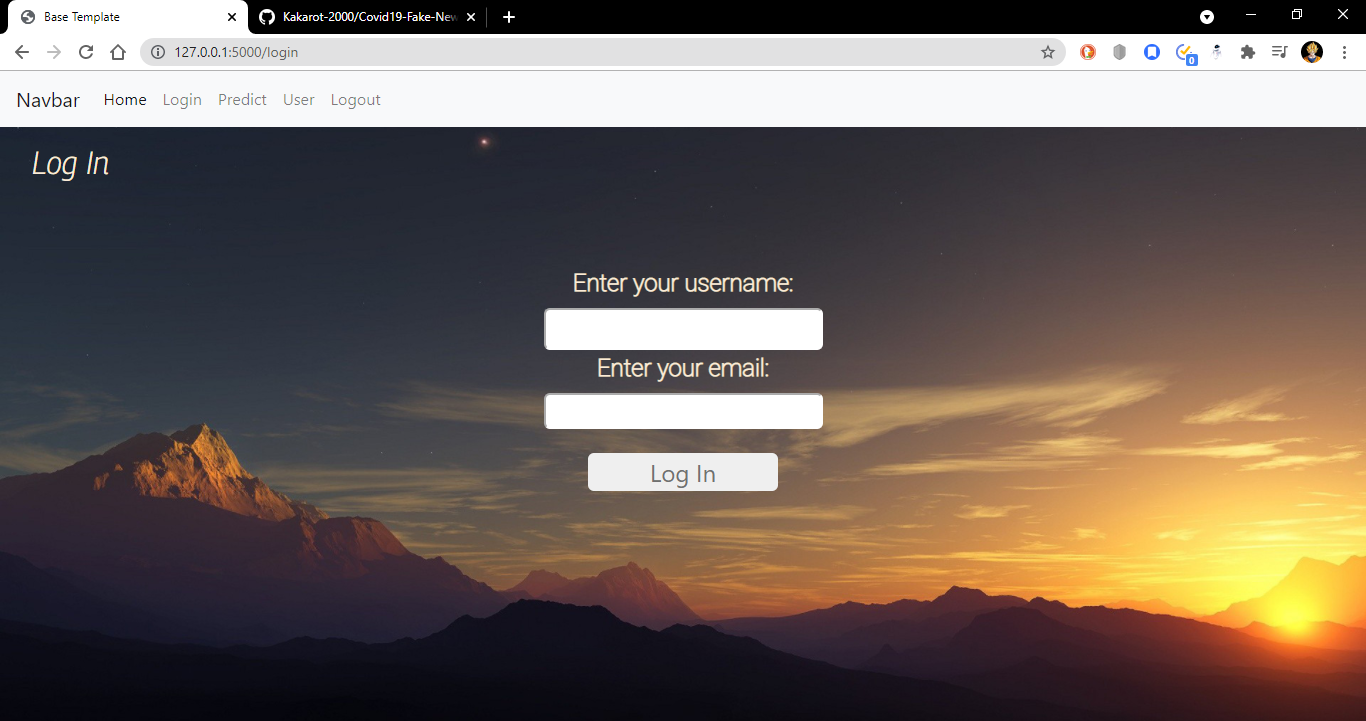 Base Template
Kakarot-2000/Covid19-Fake-New
127.0.0.1:5000/login
0
Navbar Home Login Predict User Logout
Log In
Enter your username:
Enter your email:
Log In